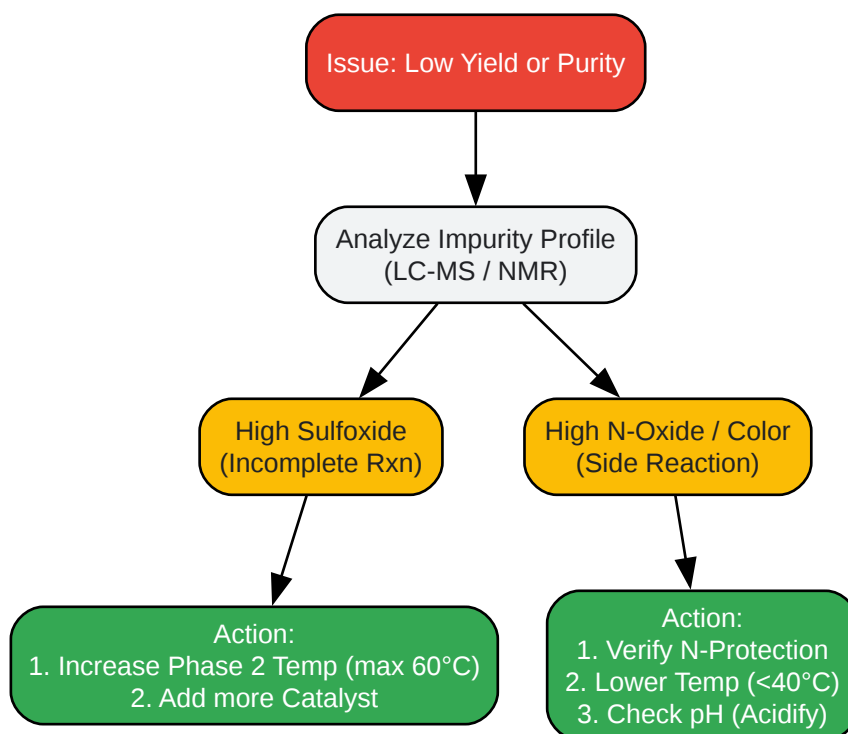 Issue: Low Yield or Purity
Analyze Impurity Profile
(LC-MS / NMR)
High Sulfoxide
(Incomplete Rxn)
High N-Oxide / Color
(Side Reaction)
Action:
1. Increase Phase 2 Temp (max 60°C)
2. Add more Catalyst
Action:
1. Verify N-Protection
2. Lower Temp (<40°C)
3. Check pH (Acidify)